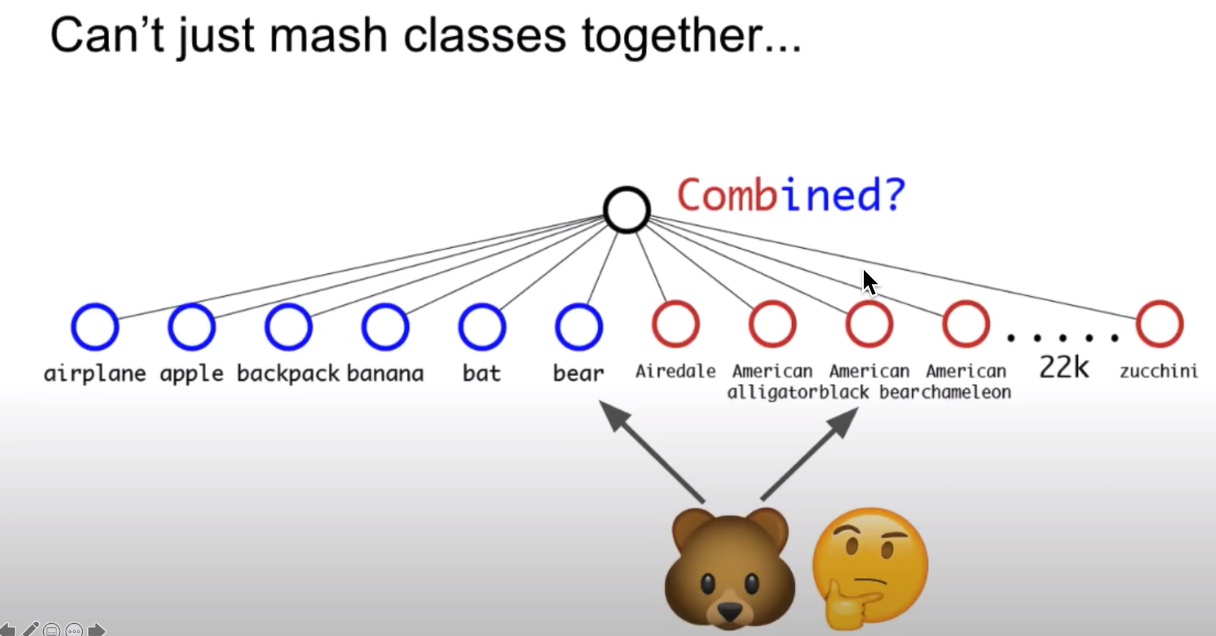 Can't just mash classes together...
Combined?
airplane apple backpack banana bat bear Airedale American American American 22k zucchini
alligator black bear chameleon